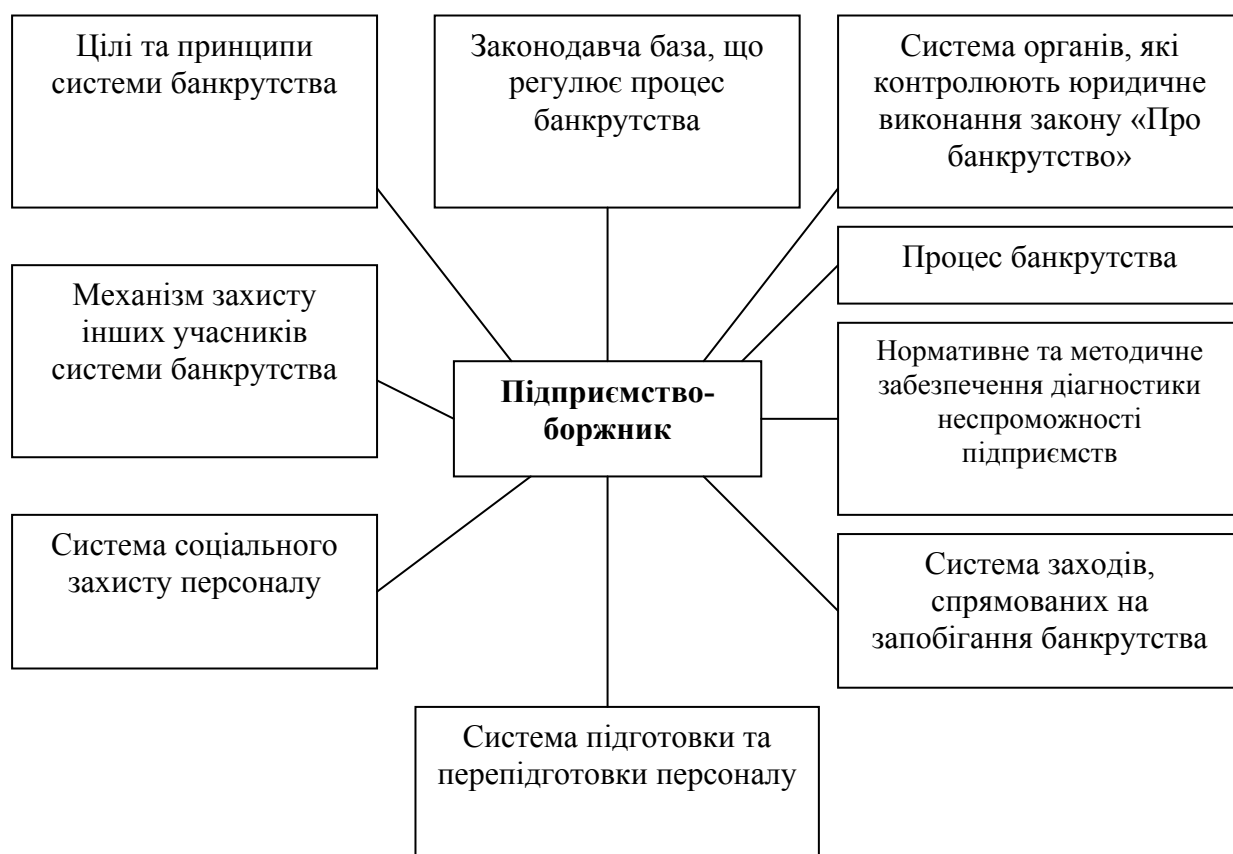 Цілі та принципи
системи банкрутства
Законодавча база, що
регулює процес
банкрутства
Система органів, які
контролюють юридичне
виконання закону «Про
банкрутство»
Процес банкрутства
Механізм захисту
інших учасників
системи банкрутства
Підприємство-
боржник
Нормативне та методичне
забезпечення діагностики
неспроможності
підприємств
Система соціального
захисту персоналу
Система заходів,
спрямованих на
запобігання банкрутства
Система підготовки та
перепідготовки персоналу